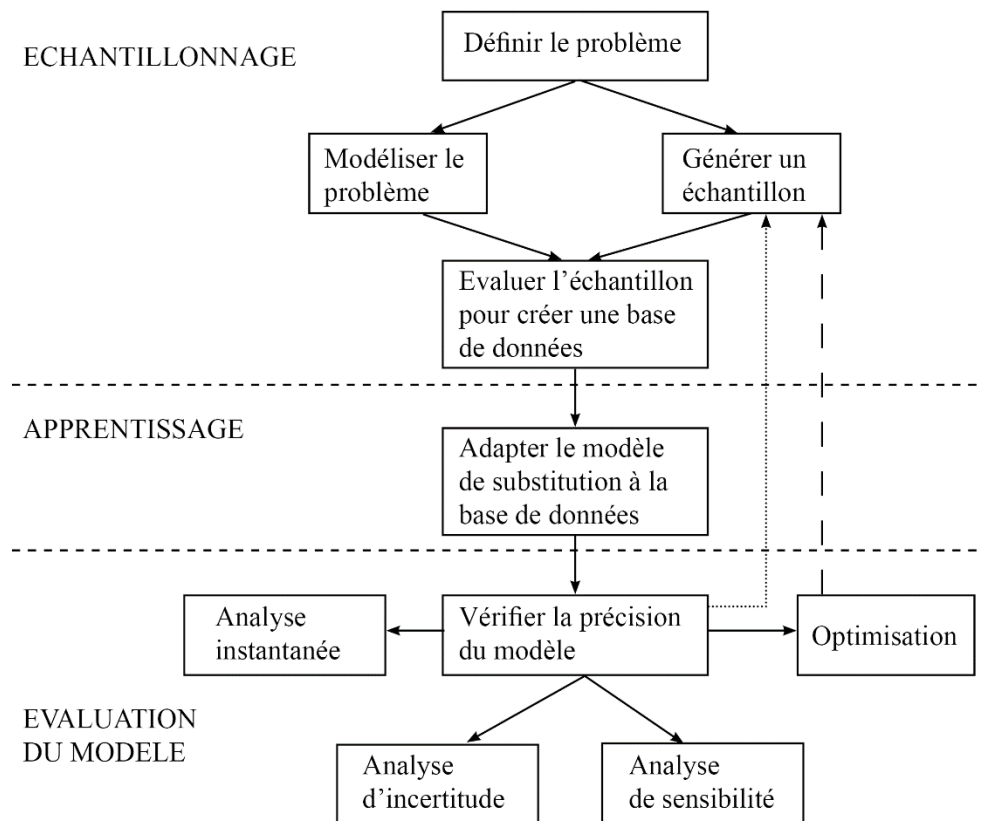 ECHANTILLONNAGE
Définir le problème
Modéliser le
problème
Générer un
échantillon
Evaluer l’échantillon
pour créer une base
de données
APPRENTISSAGE
Adapter le modèle
de substitution à la
base de données
Analyse
instantanée
Vérifier la précision
du modèle
Optimisation
EVALUATION
DU MODELE
Analyse
d’incertitude
Analyse
de sensibilité